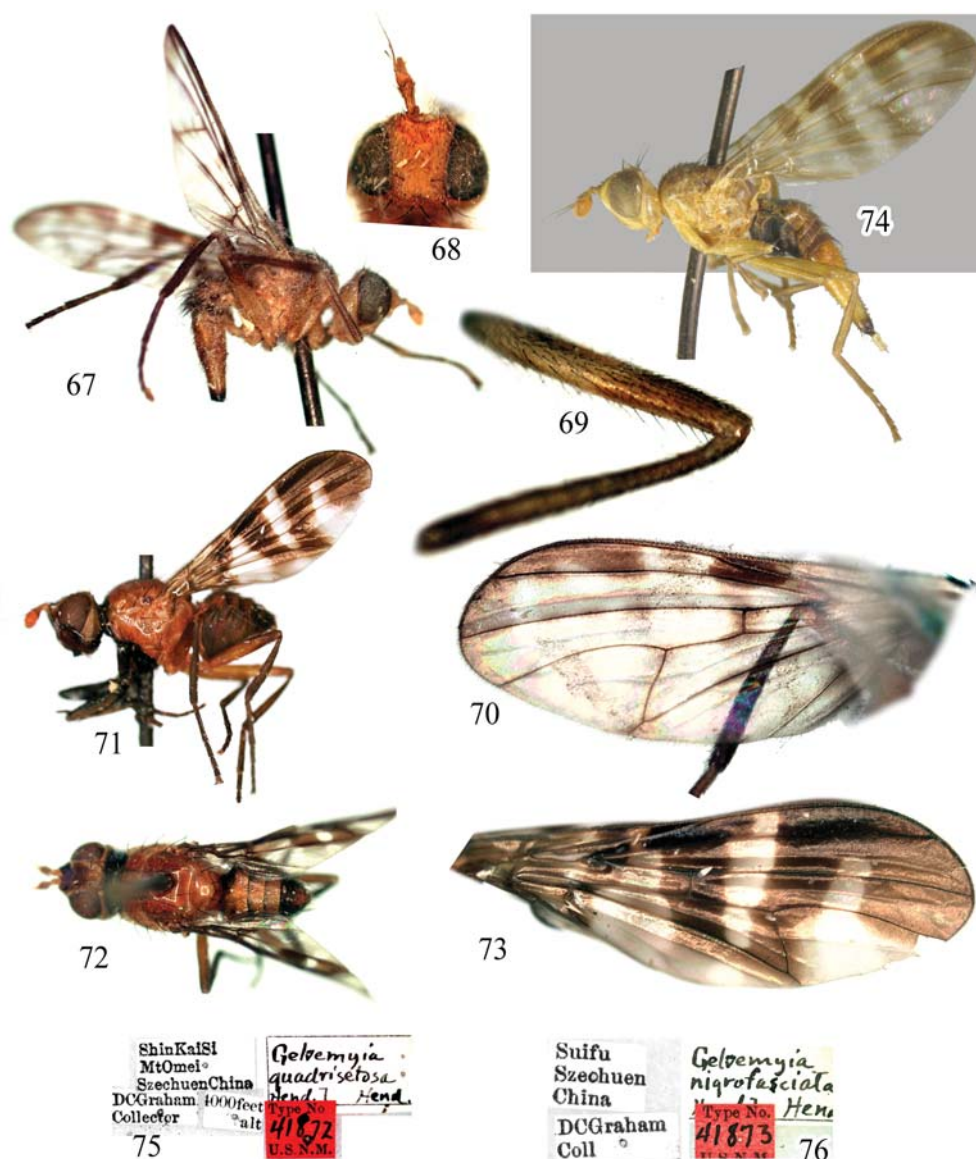 68
74
67
69
71
70
72
73
ShinKaiSi
MtOmei
SzechuenChina
DCGraham
Collector
4000feet
alt
Geloemyia
quadrisetosa
Hend.] Hend.
Type No
41872
U.S.N.M.
75
Suifu
Szechuen
China
DCGraham
Coll
Geloemyia
nigrofasciata
Hend
Type No.
41873
U.S.N.M.
76